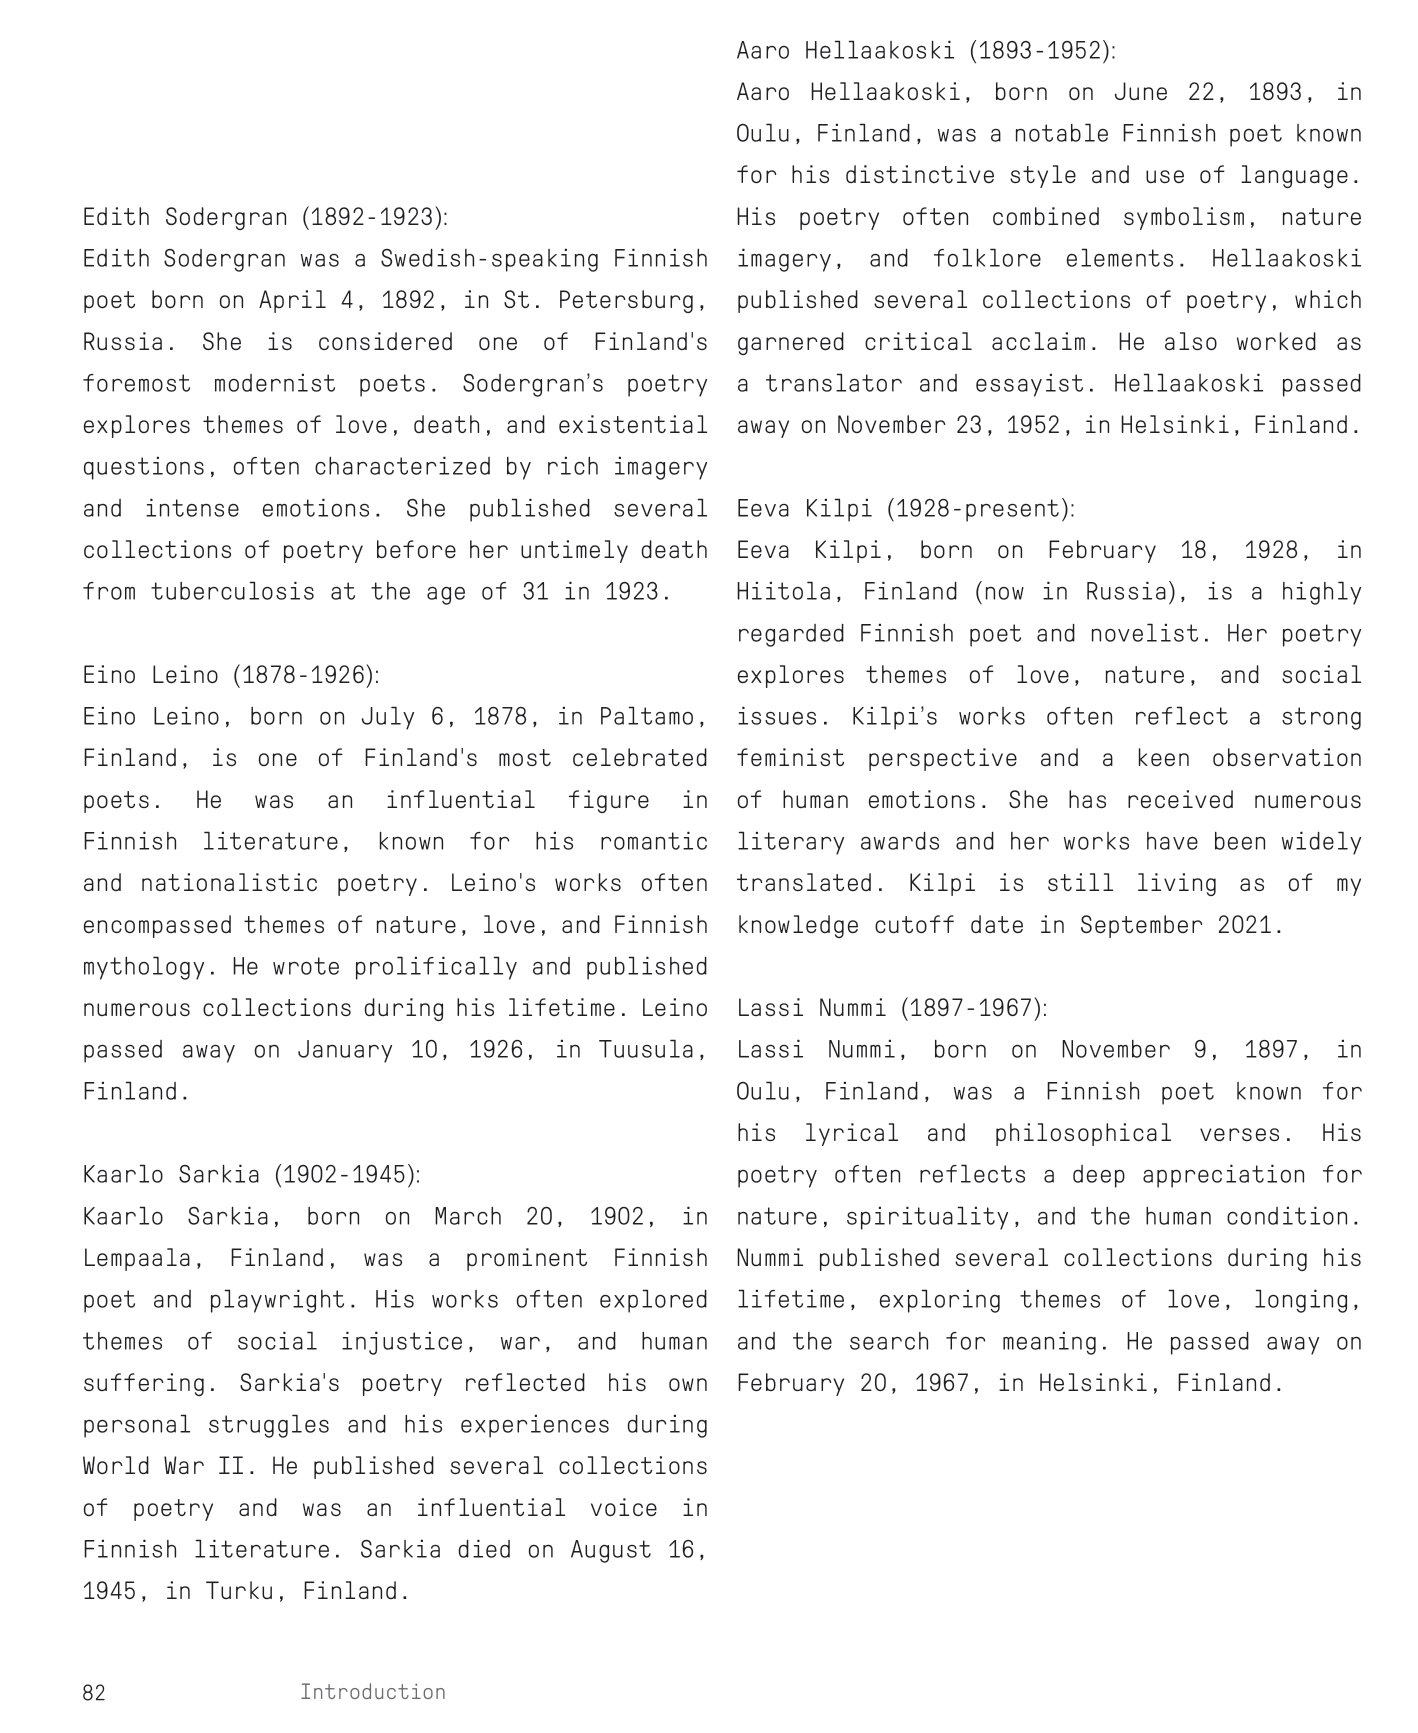 Edith Sodergran (1892-1923):
Edith Sodergran was a Swedish-speaking Finnish
poet born on April 4, 1892, in St. Petersburg,
Russia. She is considered one of Finland's
foremost modernist poets. Sodergran’s poetry
explores themes of love, death, and existential
questions, often characterized by rich imagery
and intense emotions. She published several
collections of poetry before her untimely death
from tuberculosis at the age of 31 in 1923.
Eino Leino (1878-1926):
Eino Leino, born on July 6, 1878, in Paltamo,
Finland, is one of Finland's most celebrated
poets. He was an influential figure in
Finnish literature, known for his romantic
and nationalistic poetry. Leino's works often
encompassed themes of nature, love, and Finnish
mythology. He wrote prolifically and published
numerous collections during his lifetime. Leino
passed away on January 10, 1926, in Tuusula,
Finland.
Kaarlo Sarkia (1902-1945):
Kaarlo Sarkia, born on March 20, 1902, in
Lempaala, Finland, was a prominent Finnish
poet and playwright. His works often explored
themes of social injustice, war, and human
suffering. Sarkia's poetry reflected his own
personal struggles and his experiences during
World War II. He published several collections
of poetry and was an influential voice in
Finnish literature. Sarkia died on August 16,
1945, in Turku, Finland.
Aaro Hellaakoski (1893-1952):
Aaro Hellaakoski, born on June 22, 1893, in
Oulu, Finland, was a notable Finnish poet known
for his distinctive style and use of language.
His poetry often combined symbolism, nature
imagery, and folklore elements. Hellaakoski
published several collections of poetry, which
garnered critical acclaim. He also worked as
a translator and essayist. Hellaakoski passed
away on November 23, 1952, in Helsinki, Finland.
Eeva Kilpi (1928-present):
Eeva Kilpi, born on February 18, 1928, in
Hiitola, Finland (now in Russia), is a highly
regarded Finnish poet and novelist. Her poetry
explores themes of love, nature, and social
issues. Kilpi’s works often reflect a strong
feminist perspective and a keen observation
of human emotions. She has received numerous
literary awards and her works have been widely
translated. Kilpi is still living as of my
knowledge cutoff date in September 2021.
Lassi Nummi (1897-1967):
Lassi Nummi, born on November 9, 1897, in
Oulu, Finland, was a Finnish poet known for
his lyrical and philosophical verses. His
poetry often reflects a deep appreciation for
nature, spirituality, and the human condition.
Nummi published several collections during his
lifetime, exploring themes of love, longing,
and the search for meaning. He passed away on
February 20, 1967, in Helsinki, Finland.
82 Introduction